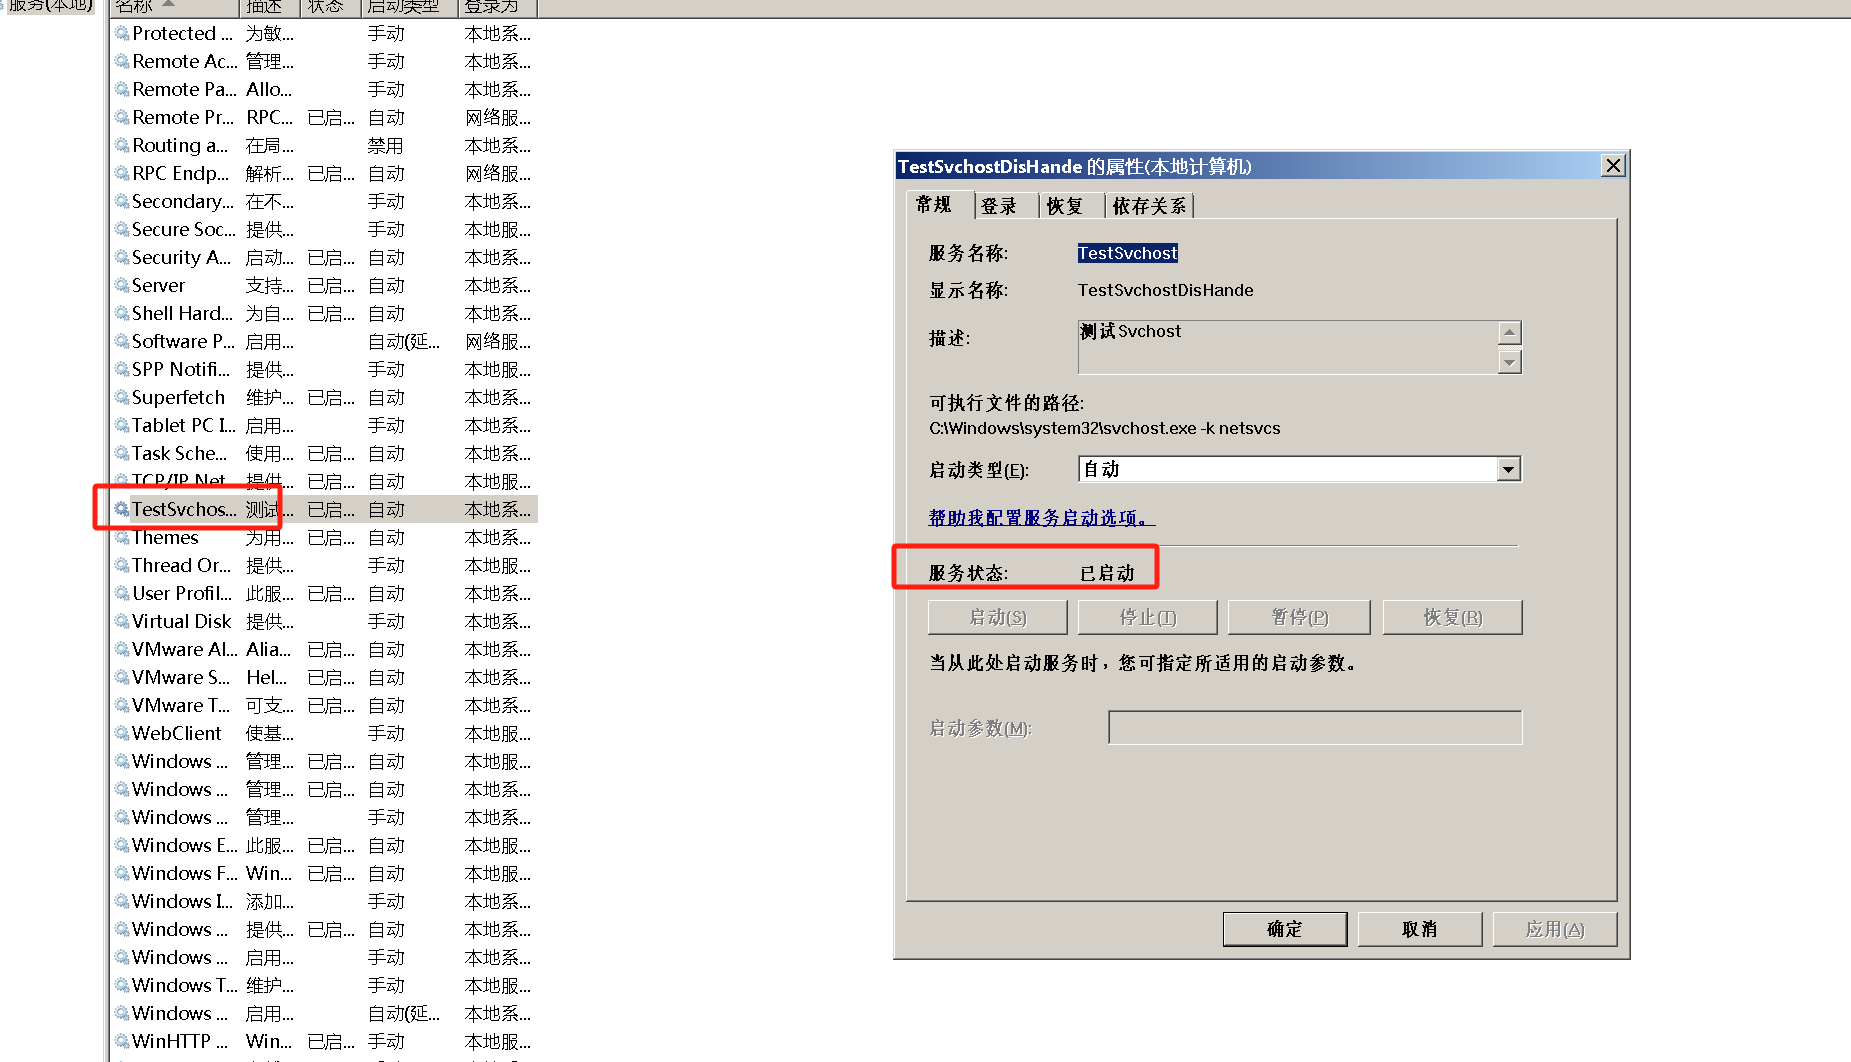 服务(本地)
名称 描述 状态 启动类型 登录为
Protected ... 为敏... 手动 本地系...
Remote Ac... 管理... 手动 本地系...
Remote Pa... Allo... 手动 本地系...
Remote Pr... RPC... 已启... 自动 网络服...
Routing a... 在局... 禁用 本地系...
RPC Endp... 解析... 已启... 自动 网络服...
Secondary... 在不... 手动 本地系...
Secure Soc... 提供... 手动 本地服...
Security A... 启动... 已启... 自动 本地系...
Server 支持... 已启... 自动 本地系...
Shell Hard... 为自... 已启... 自动 本地系...
Software P... 启用... 自动(延... 网络服...
SPP Notifi... 提供... 手动 本地服...
Superfetch 维护... 已启... 自动 本地系...
Tablet PC I... 启用... 手动 本地系...
Task Sche... 使用... 已启... 自动 本地系...
TCP/IP Net... 提供... 已启... 自动 本地服...
TestSvchos... 测试... 已启... 自动 本地系...
Themes 为用... 已启... 自动 本地系...
Thread Or... 提供... 手动 本地服...
User Profil... 此服... 已启... 自动 本地系...
Virtual Disk 提供... 手动 本地系...
VMware Al... Alia... 已启... 自动 本地系...
VMware S... Hel... 已启... 自动 本地系...
VMware T... 可支... 已启... 自动 本地系...
WebClient 使基... 手动 本地服...
Windows ... 管理... 已启... 自动 本地系...
Windows ... 管理... 已启... 自动 本地系...
Windows ... 管理... 手动 本地系...
Windows E... 此服... 已启... 自动 本地服...
Windows F... Win... 已启... 自动 本地服...
Windows I... 添加... 手动 本地系...
Windows ... 提供... 已启... 自动 本地系...
Windows ... 启用... 手动 本地系...
Windows T... 维护... 手动 本地服...
Windows ... 启用... 自动(延... 本地系...
WinHTTP ... Win... 已启... 手动 本地服...
TestSvchostDisHande 的属性(本地计算机)
常规 登录 恢复 依存关系
服务名称: TestSvchost
显示名称: TestSvchostDisHande
描述: 测试Svchost
可执行文件的路径:
C:\Windows\system32\svchost.exe -k netsvcs
启动类型(E): 自动
帮助我配置服务启动选项。
服务状态: 已启动
启动(S) 停止(T) 暂停(P) 恢复(R)
当从此处启动服务时，您可指定所适用的启动参数。
启动参数(M):
确定 取消 应用(A)